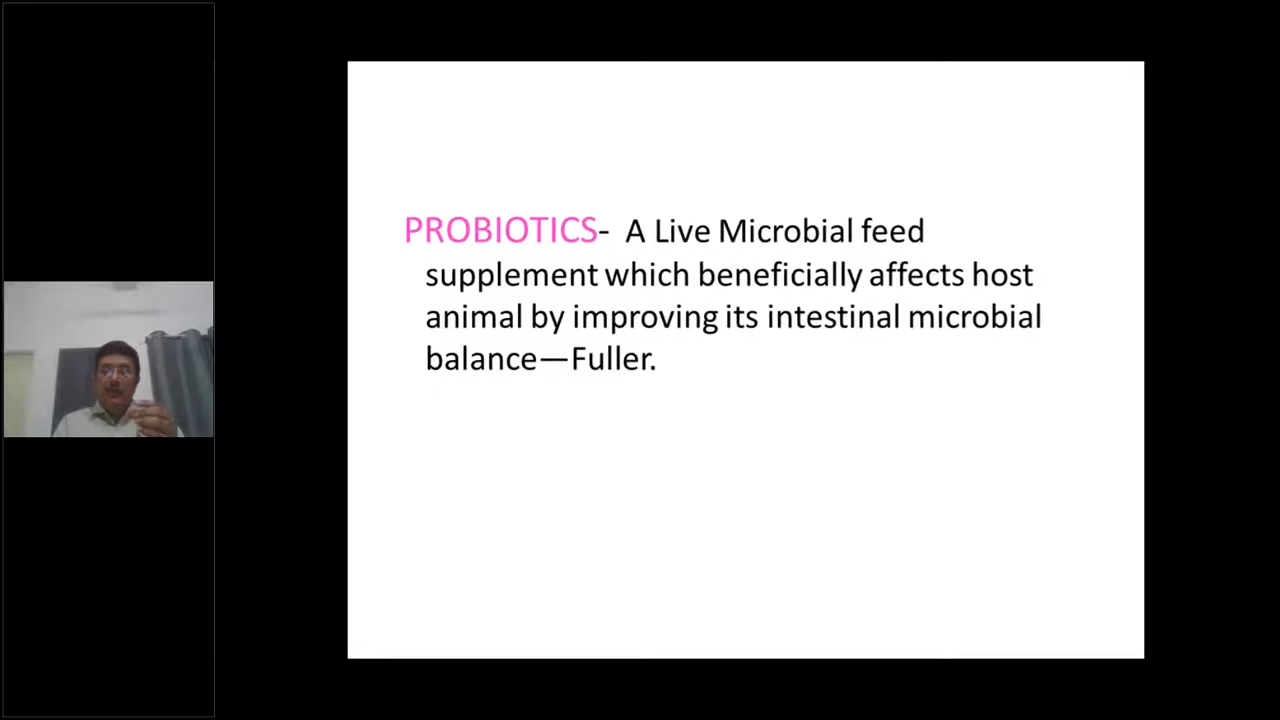 PROBIOTICS- A Live Microbial feed
supplement which beneficially affects host
animal by improving its intestinal microbial
balance—Fuller.